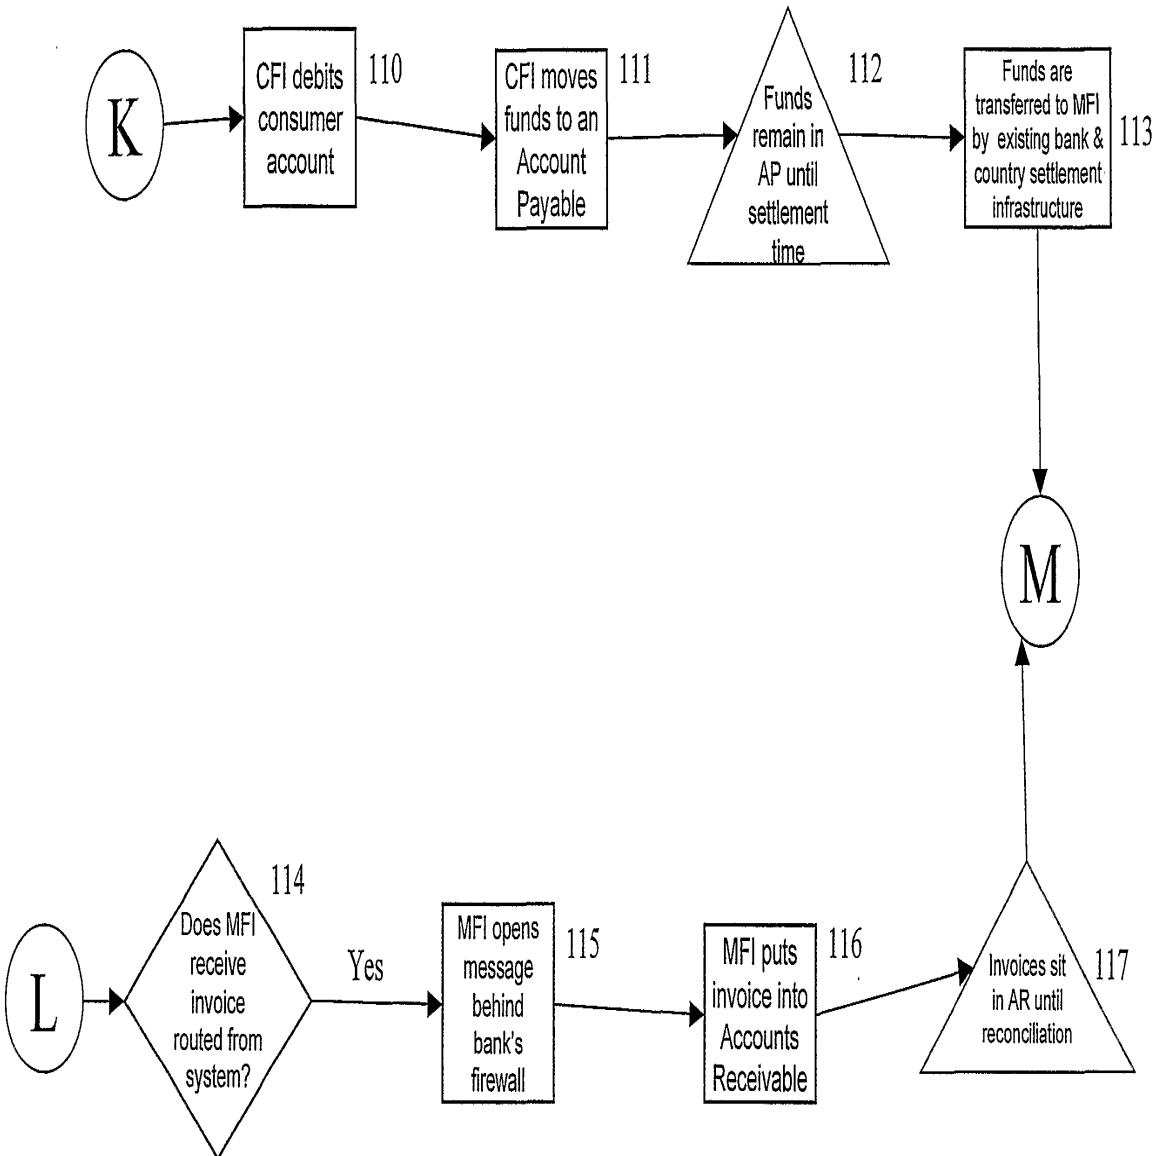 K
CFI debits
consumer
account
110
CFI moves
funds to an
Account
Payable
111
Funds
remain in
AP until
settlement
time
112
Funds are
transferred to MFI
by existing bank &
country settlement
infrastructure
113
M
L
Does MFI
receive
invoice
routed from
system?
114
Yes
MFI opens
message
behind
bank's
firewall
115
MFI puts
invoice into
Accounts
Receivable
116
Invoices sit
in AR until
reconciliation
117